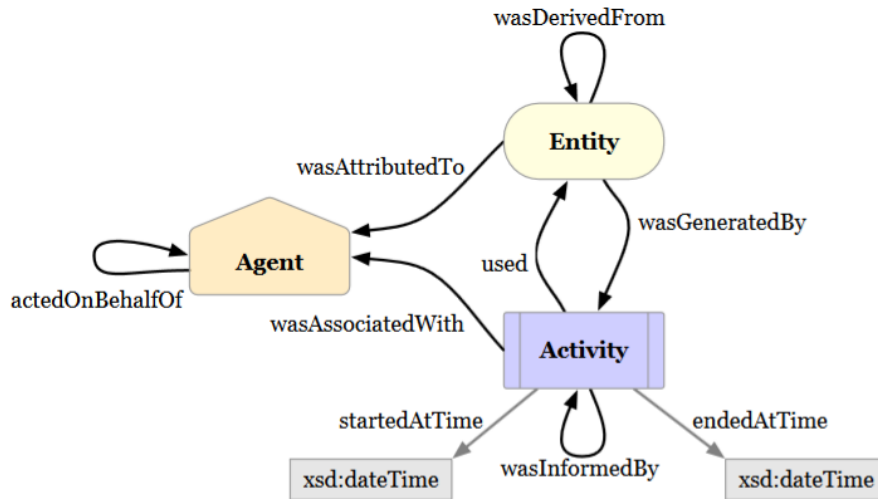 wasDerivedFrom
Entity
wasAttributedTo
wasGeneratedBy
used
Agent
actedOnBehalfOf
wasAssociatedWith
Activity
startedAtTime
endedAtTime
wasInformedBy
xsd:dateTime
xsd:dateTime